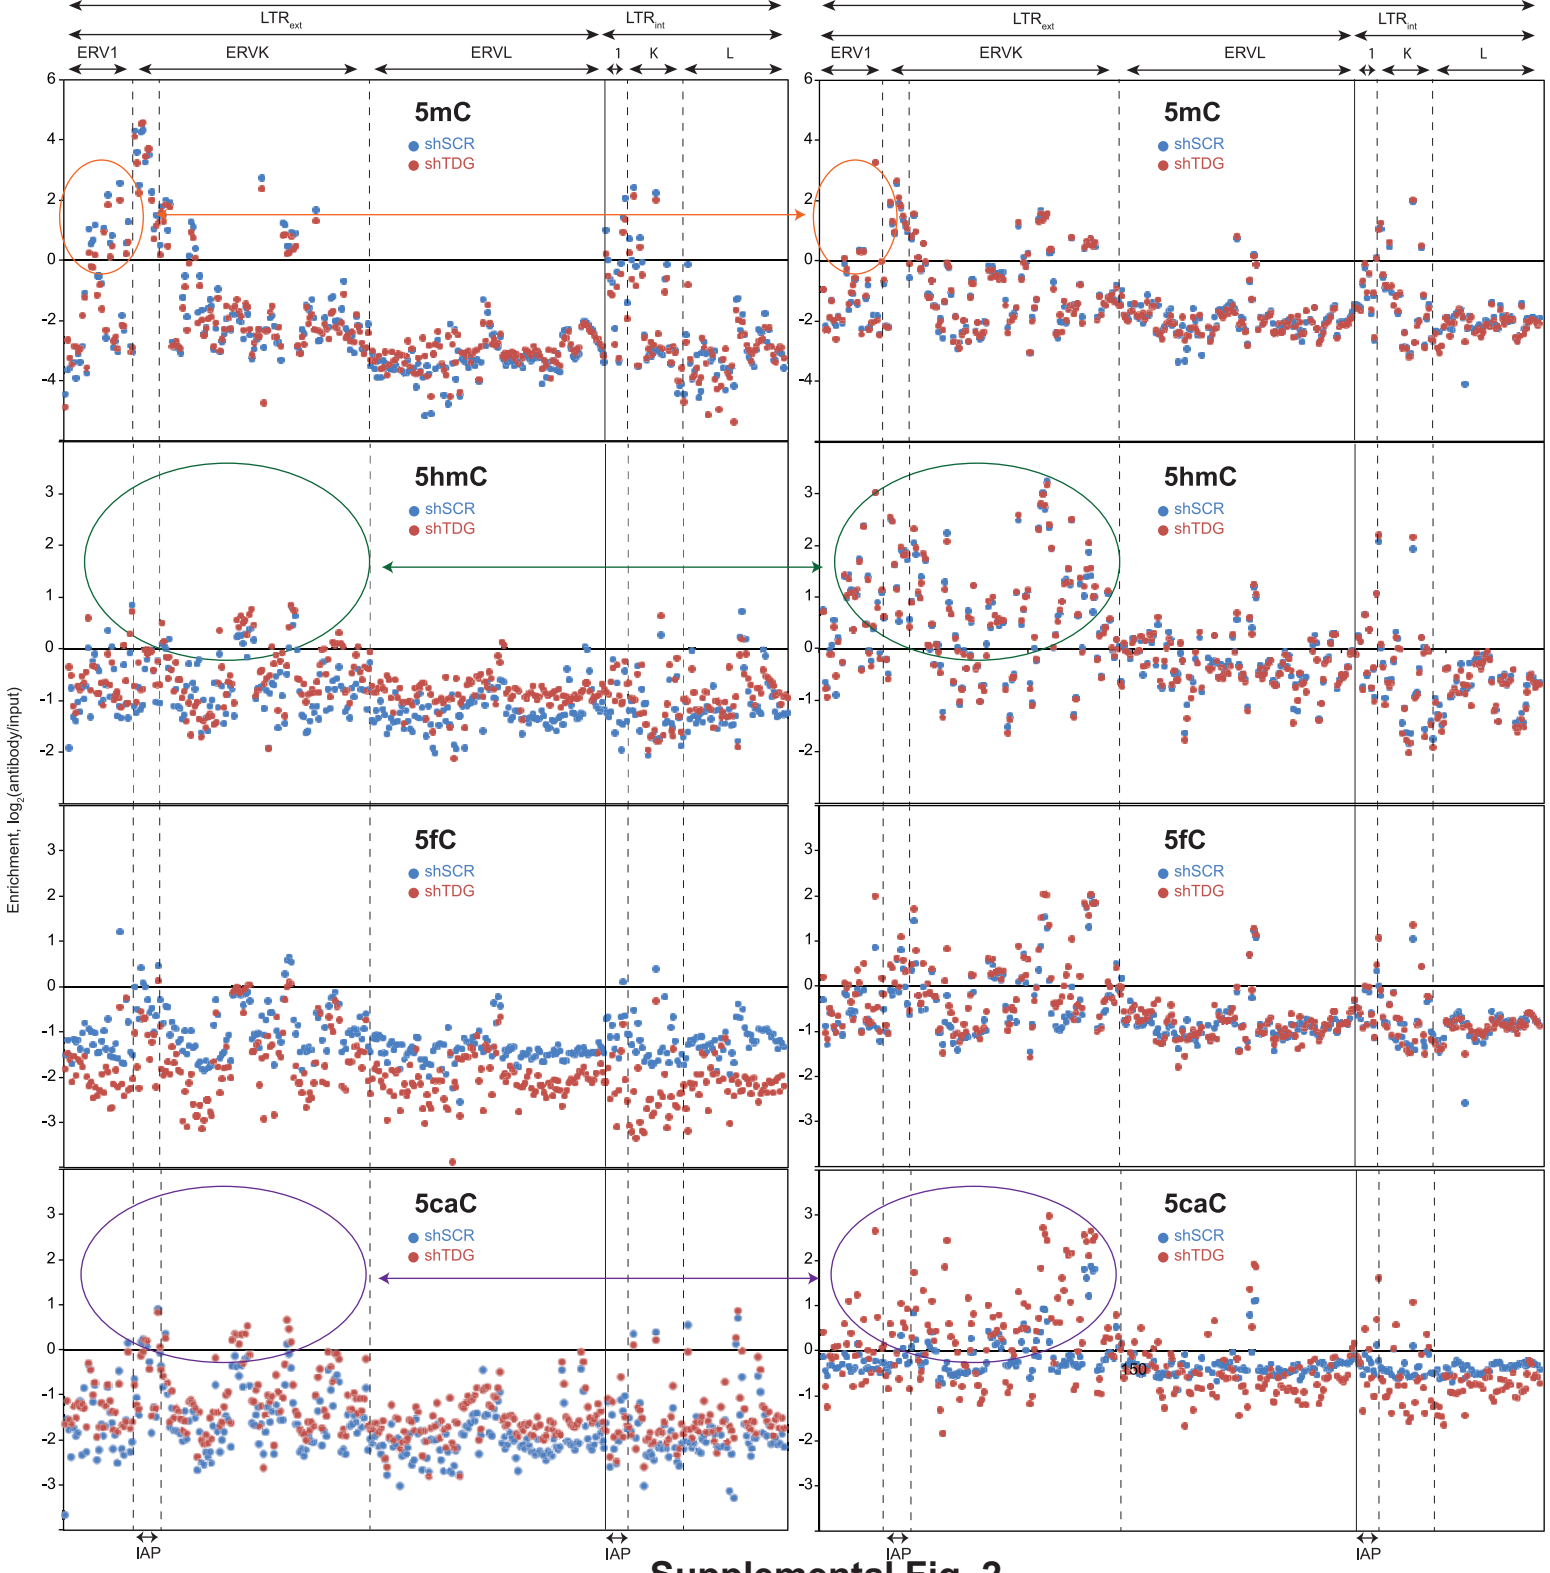 LTRext LTRint LTRext LTRint
ERV1 ERVK ERVL 1 K L ERV1 ERVK ERVL 1 K L
6 6
5mC 5mC
4 shSCR 4 shSCR
shTDG shTDG
2 2
0 0
-2 -2
-4 -4
5hmC 5hmC
3 3
shSCR shSCR
shTDG shTDG
2 2
1 1
0 0
-1 -1
-2 -2
Enrichment, log2(antibody/input)
5fC 5fC
3 3
shSCR shSCR
2 shTDG 2 shTDG
1 1
0 0
-1 -1
-2 -2
-3 -3
5caC 5caC
3 3
shSCR shSCR
2 shTDG 2 shTDG
1 1
0 0
150
-1 -1
-2 -2
-3 -3
IAP IAP IAP IAP
Supplemental Fig. 2